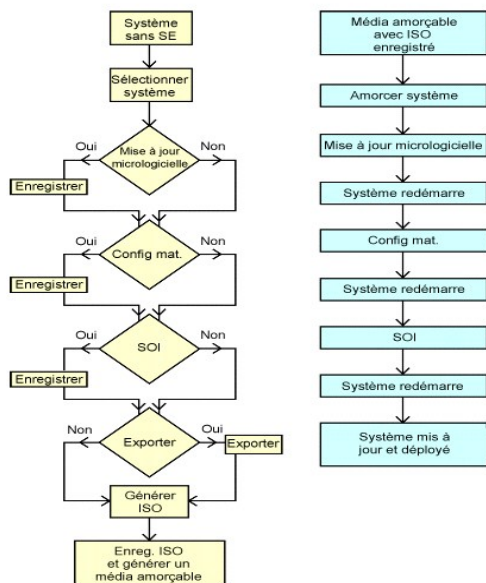 Système
sans SE
Sélectionner
système
Oui
Mise à jour
micrologicielle
Non
Enregistrer
Oui
Config mat.
Non
Enregistrer
Oui
SOI
Non
Enregistrer
Non
Exporter
Oui
Exporter
Générer
ISO
Enreg. ISO
et générer un
média amorçable
Média amorçable
avec ISO
enregistré
Amorcer système
Mise à jour micrologicielle
Système redémarre
Config mat.
Système redémarre
SOI
Système redémarre
Système mis à
jour et déployé